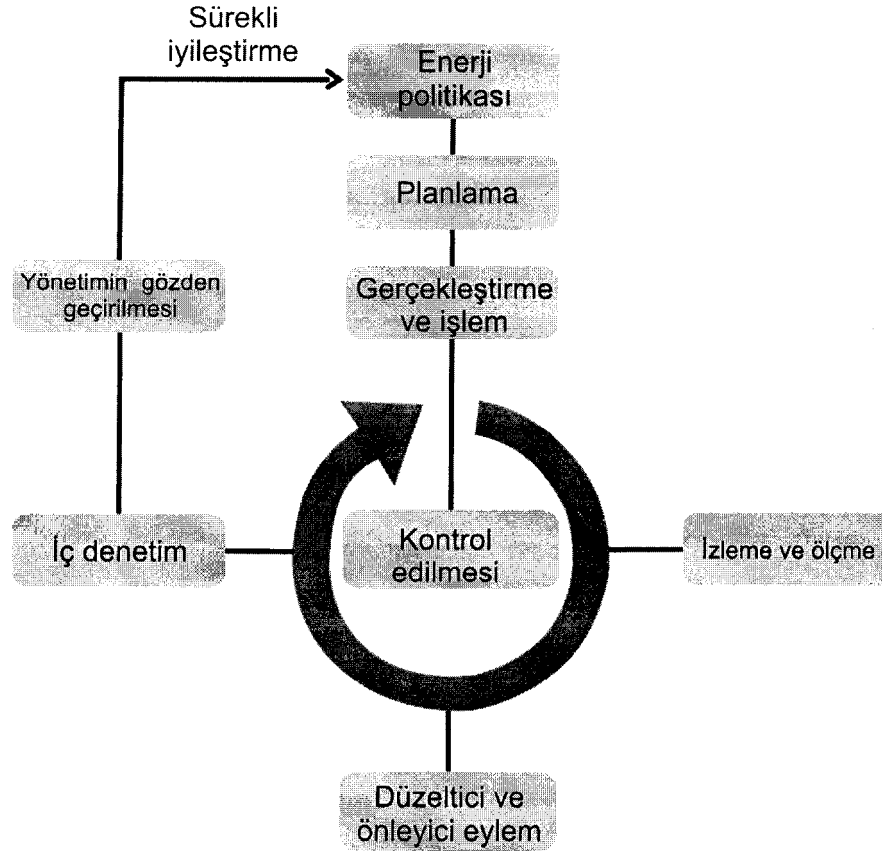 Sürekli
iyileştirme
Enerji
politikası
Planlama
Yönetimin gözden
geçirilmesi
Gerçekleştirme
ve işlem
İç denetim
Kontrol
edilmesi
İzleme ve ölçme
Düzeltici ve
önleyici eylem